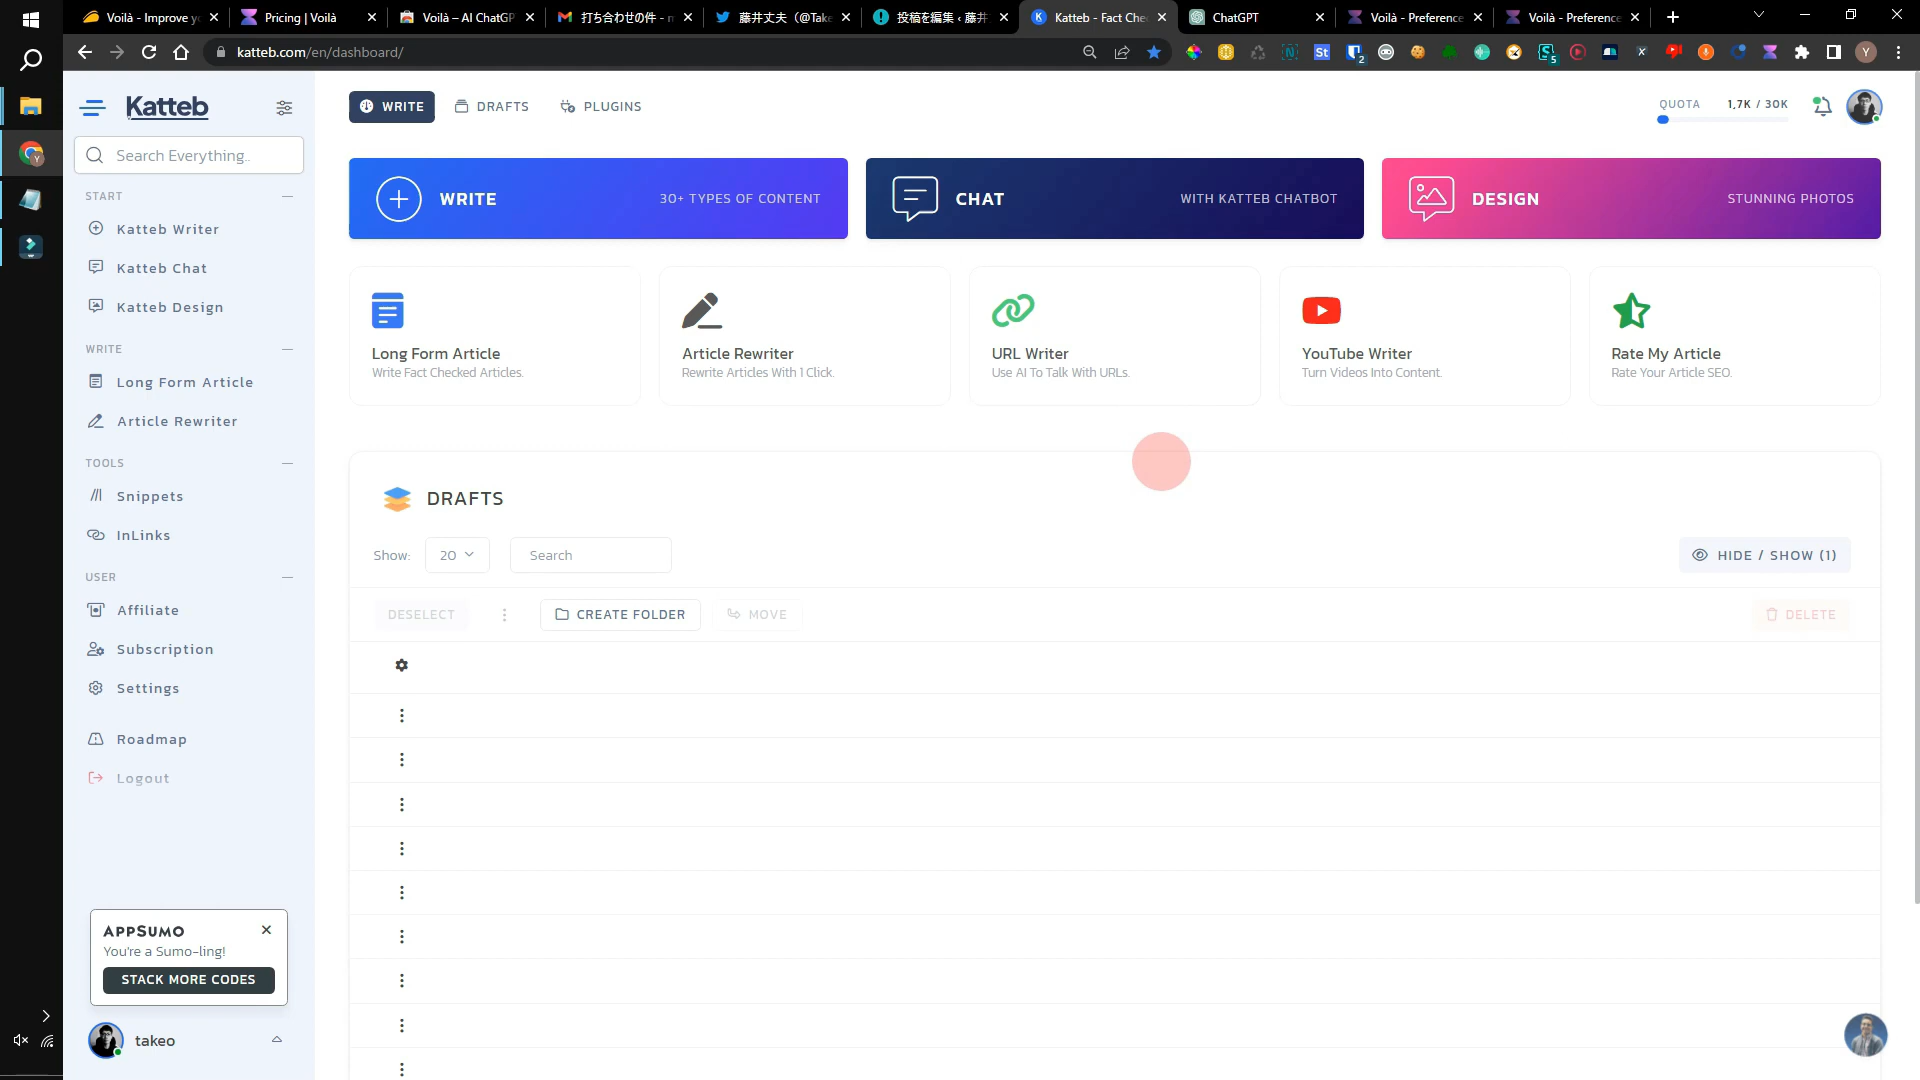 Voilà - Improve yo
Pricing | Voilà
Voilà – AI ChatGP
打ち合わせの件 - m
藤井丈夫（@Take
投稿を編集 ‹ 藤井
Katteb - Fact Che
ChatGPT
Voilà - Preference
Voilà - Preference
katteb.com/en/dashboard/
St
2
5
Y
Katteb
WRITE
DRAFTS
PLUGINS
QUOTA
1,7K / 30K
Search Everything..
START
Katteb Writer
Katteb Chat
Katteb Design
WRITE
Long Form Article
Article Rewriter
TOOLS
Snippets
InLinks
USER
Affiliate
Subscription
Settings
Roadmap
Logout
APPSUMO
You're a Sumo-ling!
STACK MORE CODES
takeo
WRITE
30+ TYPES OF CONTENT
CHAT
WITH KATTEB CHATBOT
DESIGN
STUNNING PHOTOS
Long Form Article
Write Fact Checked Articles.
Article Rewriter
Rewrite Articles With 1 Click.
URL Writer
Use AI To Talk With URLs.
YouTube Writer
Turn Videos Into Content.
Rate My Article
Rate Your Article SEO.
DRAFTS
Show:
20
Search
HIDE / SHOW (1)
DESELECT
CREATE FOLDER
MOVE
DELETE